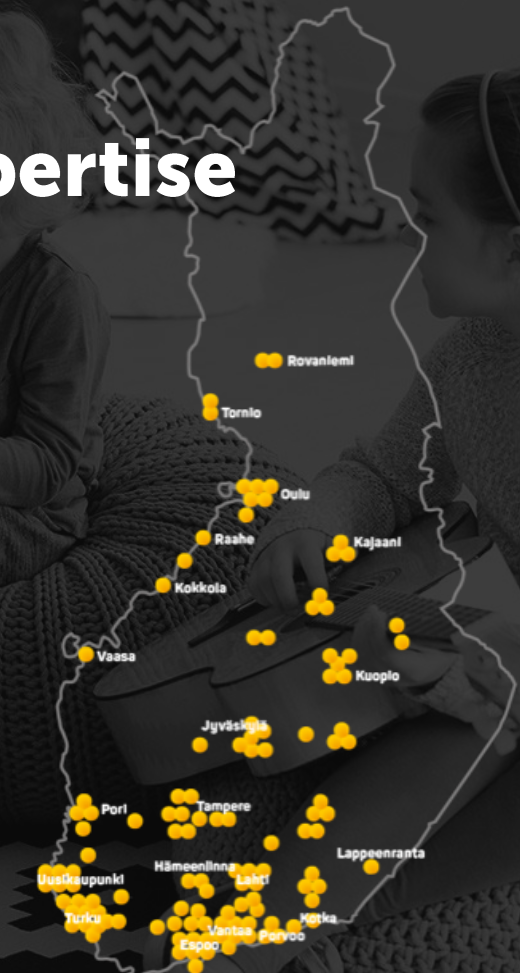 pertise
Rovaniemi
Tornio
Oulu
Raahe
Kajaani
Kokkola
Vaasa
Kuopio
Jyväskylä
Pori
Tampere
Lappeenranta
Hämeenlinna
Uusikaupunki
Lahti
Turku
Kotka
Vantaa
Porvoo
Espoo